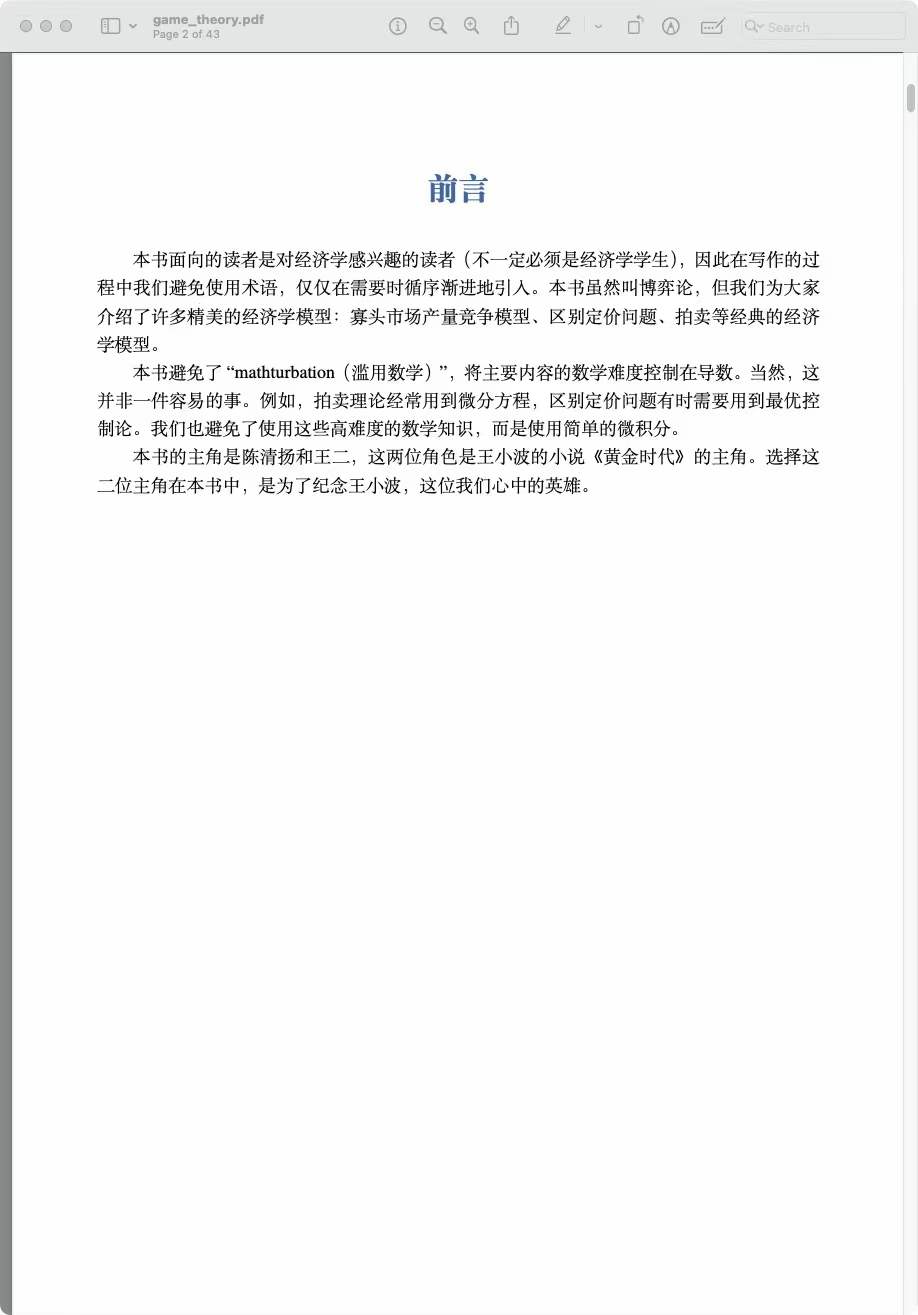 game_theory.pdf
Page 2 of 43
Search
前言
本书面向的读者是对经济学感兴趣的读者（不一定必须是经济学学生），因此在写作的过
程中我们避免使用术语，仅仅在需要时循序渐进地引入。本书虽然叫博弈论，但我们为大家
介绍了许多精美的经济学模型：寡头市场产量竞争模型、区别定价问题、拍卖等经典的经济
学模型。
本书避免了“mathturbation（滥用数学）”，将主要内容的数学难度控制在导数。当然，这
并非一件容易的事。例如，拍卖理论经常用到微分方程，区别定价问题有时需要用到最优控
制论。我们也避免了使用这些高难度的数学知识，而是使用简单的微积分。
本书的主角是陈清扬和王二，这两位角色是王小波的小说《黄金时代》的主角。选择这
二位主角在本书中，是为了纪念王小波，这位我们心中的英雄。